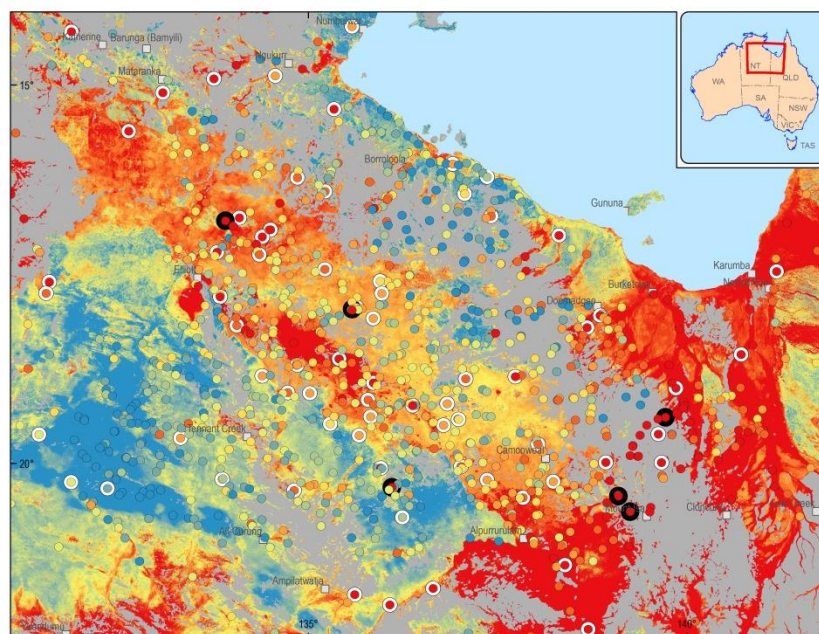 Numbulwar
Katherine
Barunga (Bamyili)
Ngukurr
Mataranka
15°
Borroloola
Gununa
Karumba
Burketown
Doomadgee
Tennant Creek
20°
Camooweal
Ali Curung
Alpurrurulam
Ampilatwatja
135°
140°
NT
QLD
WA
SA
NSW
VIC
TAS